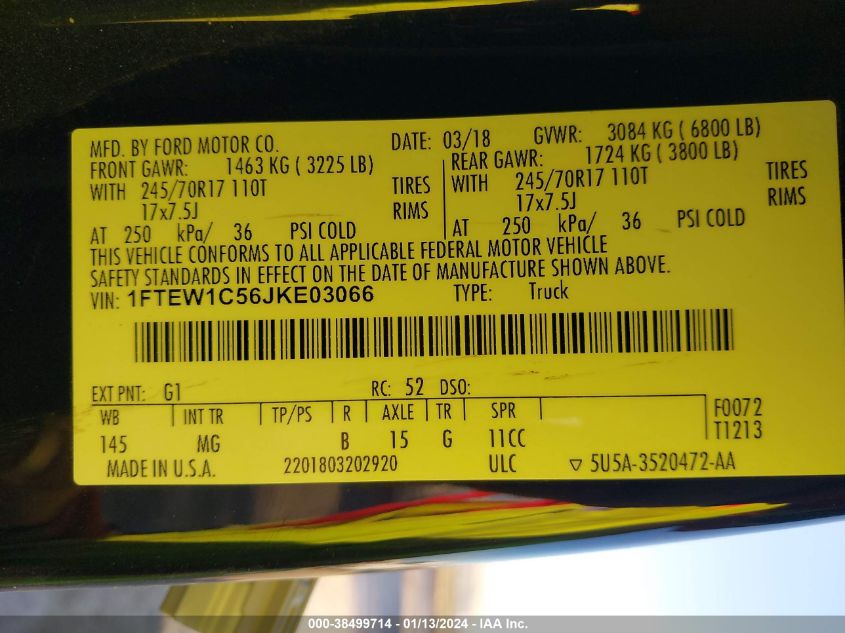 MFD. BY FORD MOTOR CO. DATE: 03/18 GVWR: 3084 KG ( 6800 LB)
FRONT GAWR: 1463 KG ( 3225 LB) REAR GAWR: 1724 KG ( 3800 LB)
WITH 245/70R17 110T TIRES WITH 245/70R17 110T TIRES
17x7.5J RIMS 17x7.5J RIMS
AT 250 kPa/ 36 PSI COLD AT 250 kPa/ 36 PSI COLD
THIS VEHICLE CONFORMS TO ALL APPLICABLE FEDERAL MOTOR VEHICLE
SAFETY STANDARDS IN EFFECT ON THE DATE OF MANUFACTURE SHOWN ABOVE.
VIN: 1FTEW1C56JKE03066 TYPE: Truck
EXT PNT: G1 RC: 52 DSO:
WB INT TR TP/PS R AXLE TR SPR F0072
145 MG B 15 G 11CC T1213
MADE IN U.S.A. 2201803202920 ULC ▽ 5U5A-3520472-AA
000-38499714 - 01/13/2024 - IAA Inc.